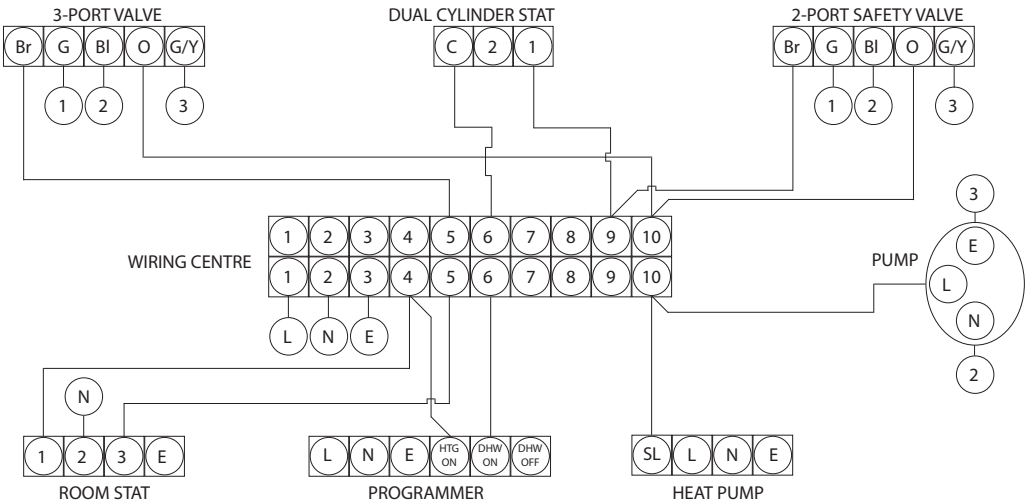 3-PORT VALVE
DUAL CYLINDER STAT
2-PORT SAFETY VALVE
Br G Bl O G/Y
C 2 1
Br G Bl O G/Y
1 2 3
1 2 3
3
1 2 3 4 5 6 7 8 9 10
E
WIRING CENTRE
PUMP
1 2 3 4 5 6 7 8 9 10
L
L N E
N
2
N
1 2 3 E
L N E HTG ON DHW ON DHW OFF
SL L N E
ROOM STAT
PROGRAMMER
HEAT PUMP